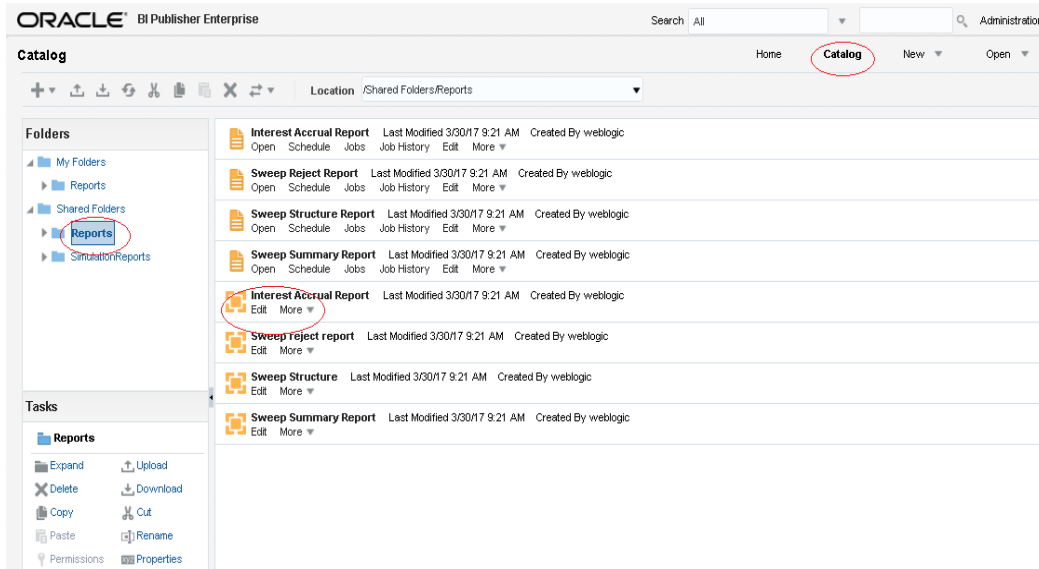 ORACLE® BI Publisher Enterprise Search All Administration
Catalog Home Catalog New Open
Location /Shared Folders/Reports
Folders
My Folders
Reports
Shared Folders
Reports
SimulationReports
Interest Accrual Report Last Modified 3/30/17 9:21 AM Created By weblogic
Open Schedule Jobs Job History Edit More
Sweep Reject Report Last Modified 3/30/17 9:21 AM Created By weblogic
Open Schedule Jobs Job History Edit More
Sweep Structure Report Last Modified 3/30/17 9:21 AM Created By weblogic
Open Schedule Jobs Job History Edit More
Sweep Summary Report Last Modified 3/30/17 9:21 AM Created By weblogic
Open Schedule Jobs Job History Edit More
Interest Accrual Report Last Modified 3/30/17 9:21 AM Created By weblogic
Edit More
Sweep reject report Last Modified 3/30/17 9:21 AM Created By weblogic
Edit More
Sweep Structure Last Modified 3/30/17 9:21 AM Created By weblogic
Edit More
Sweep Summary Report Last Modified 3/30/17 9:21 AM Created By weblogic
Edit More
Tasks
Reports
Expand Upload
Delete Download
Copy Cut
Paste Rename
Permissions Properties